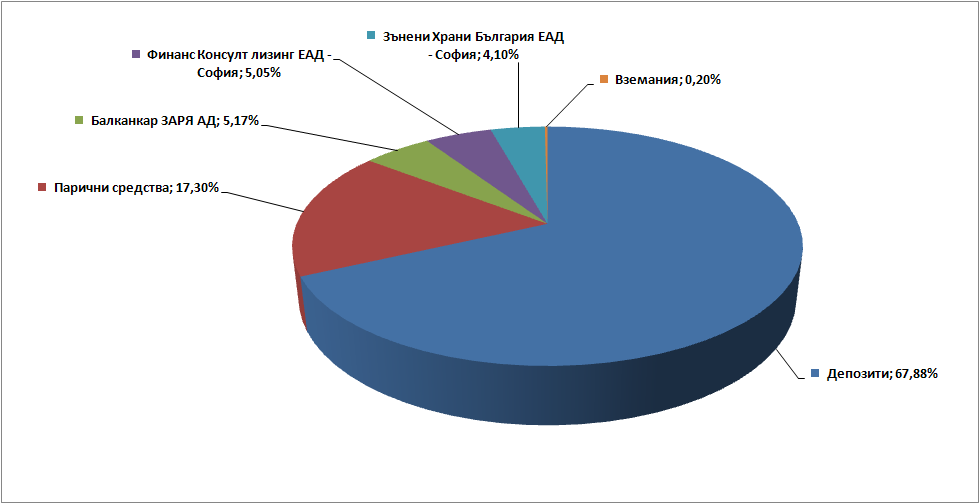 Зънени Храни България ЕАД
- София; 4,10%
Финанс Консулт лизинг ЕАД -
София; 5,05%
Вземания; 0,20%
Балканкар ЗАРЯ АД; 5,17%
Парични средства; 17,30%
Депозити; 67,88%